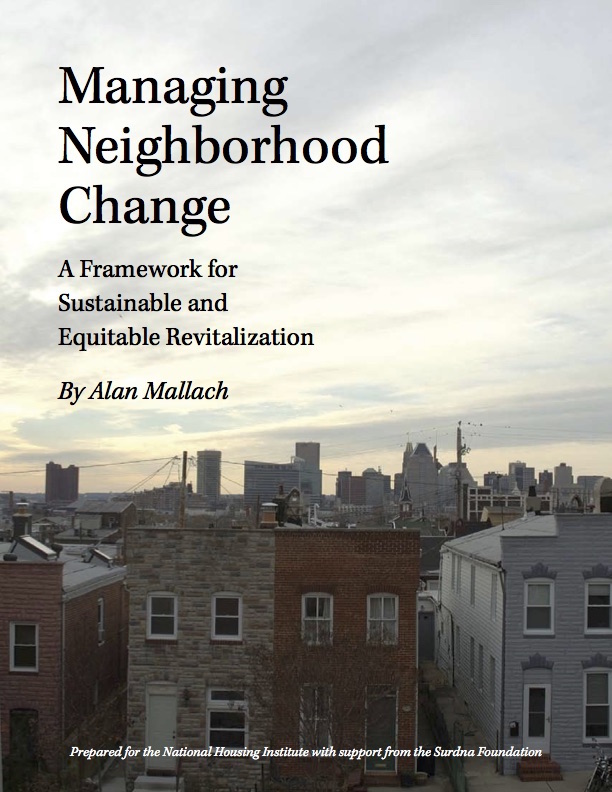 Managing
Neighborhood
Change
A Framework for
Sustainable and
Equitable Revitalization
By Alan Mallach
Prepared for the National Housing Institute with support from the Surdna Foundation